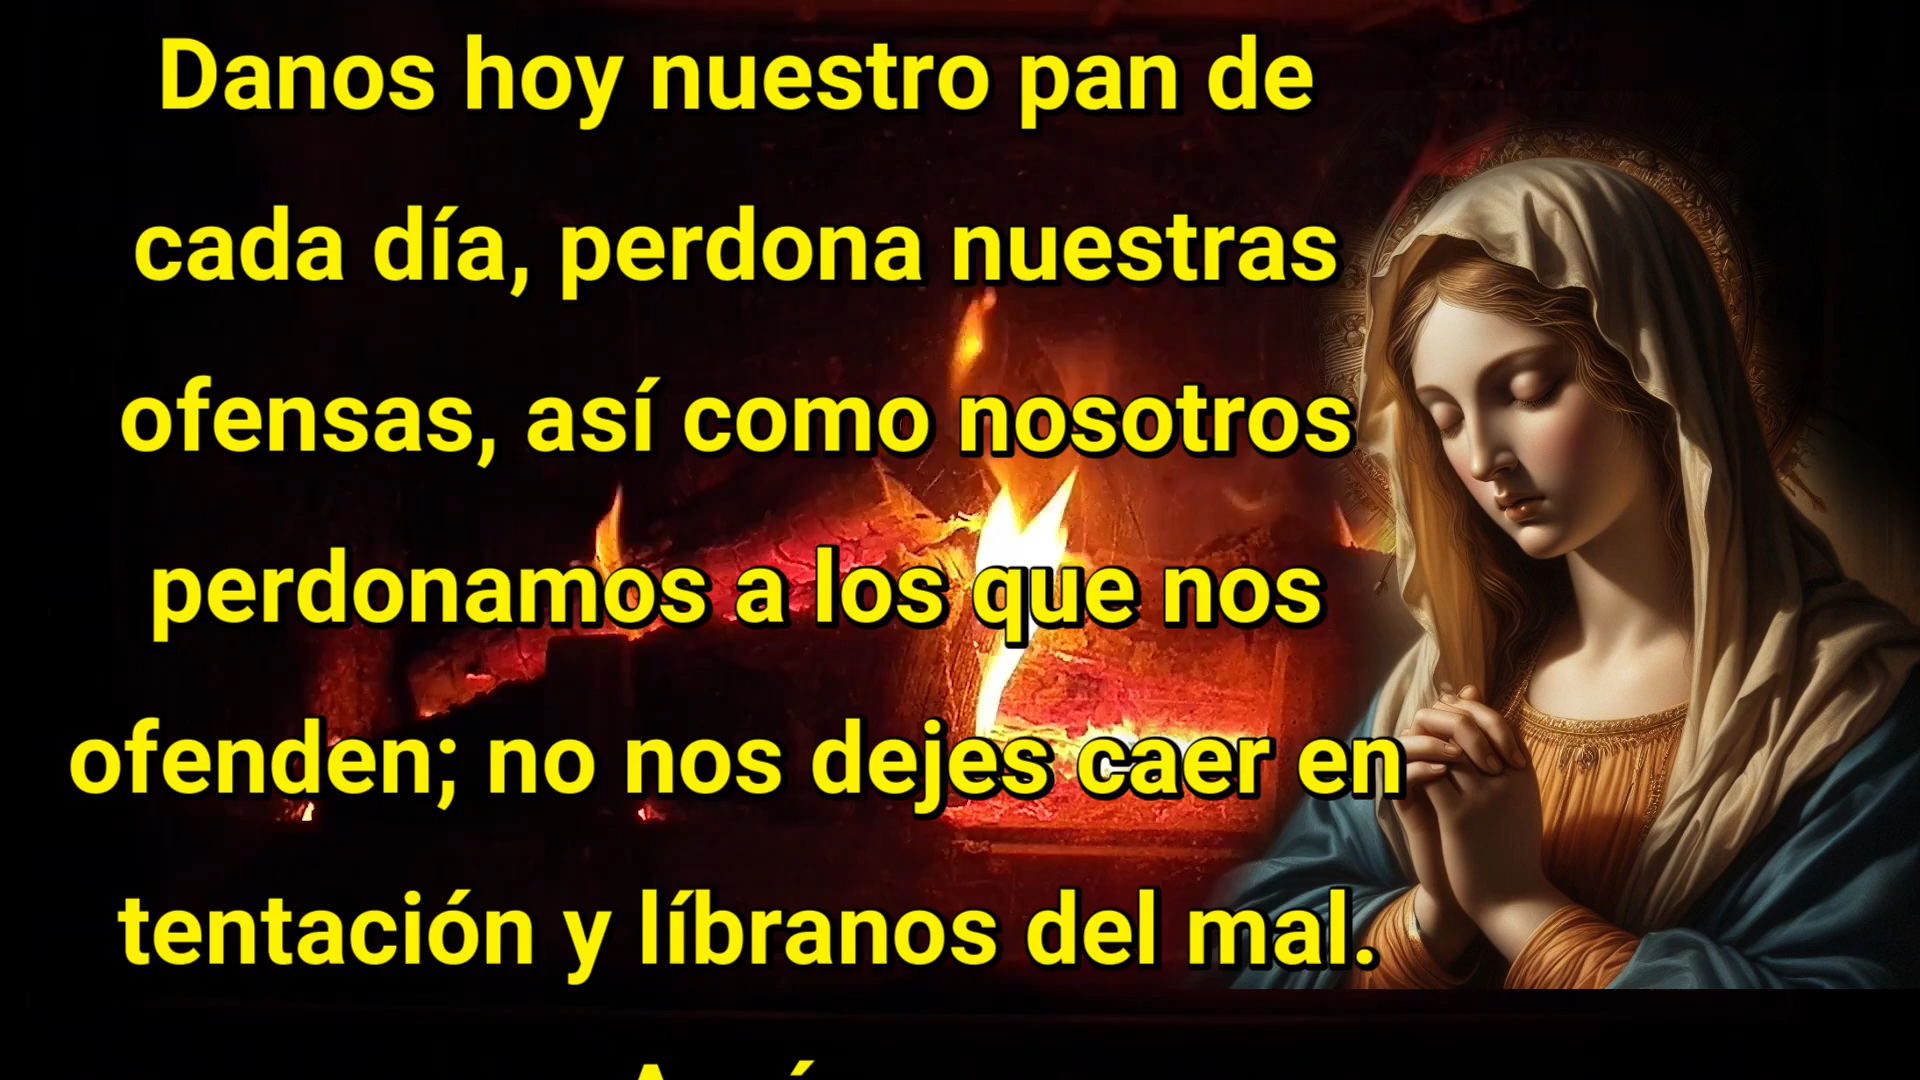 Danos hoy nuestro pan de
cada día, perdona nuestras
ofensas, así como nosotros
perdonamos a los que nos
ofenden; no nos dejes caer en
tentación y líbranos del mal.